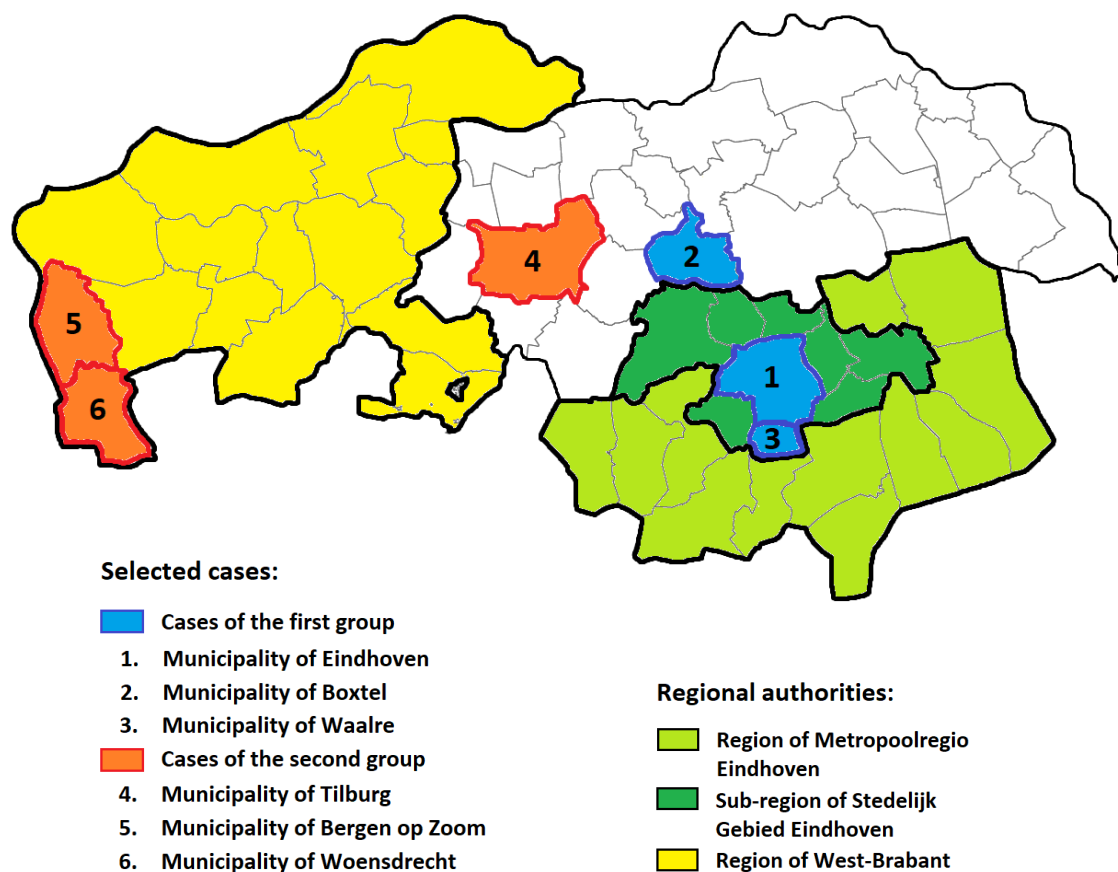 4
2
5
1
6
3
Selected cases:
Cases of the first group
1. Municipality of Eindhoven
2. Municipality of Boxtel
3. Municipality of Waalre
Cases of the second group
4. Municipality of Tilburg
5. Municipality of Bergen op Zoom
6. Municipality of Woensdrecht
Regional authorities:
Region of Metropoolregio
Eindhoven
Sub-region of Stedelijk
Gebied Eindhoven
Region of West-Brabant